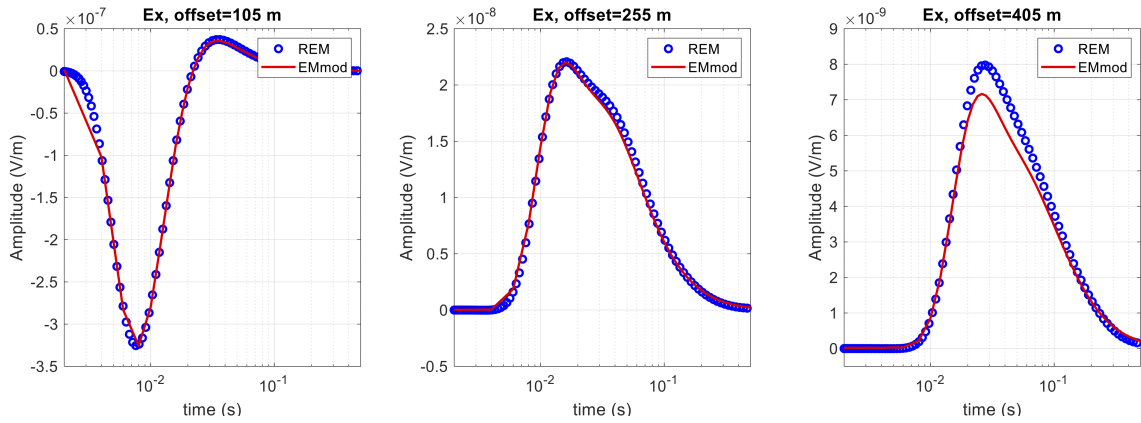 Ex, offset=105 m
×10⁻⁷
0.5
0
-0.5
-1
-1.5
-2
-2.5
-3
-3.5
Amplitude (V/m)
10⁻² 10⁻¹
time (s)
REM
EMmod
Ex, offset=255 m
×10⁻⁸
2.5
2
1.5
1
0.5
0
-0.5
Amplitude (V/m)
10⁻² 10⁻¹
time (s)
REM
EMmod
Ex, offset=405 m
×10⁻⁹
9
8
7
6
5
4
3
2
1
0
Amplitude (V/m)
10⁻² 10⁻¹
time (s)
REM
EMmod